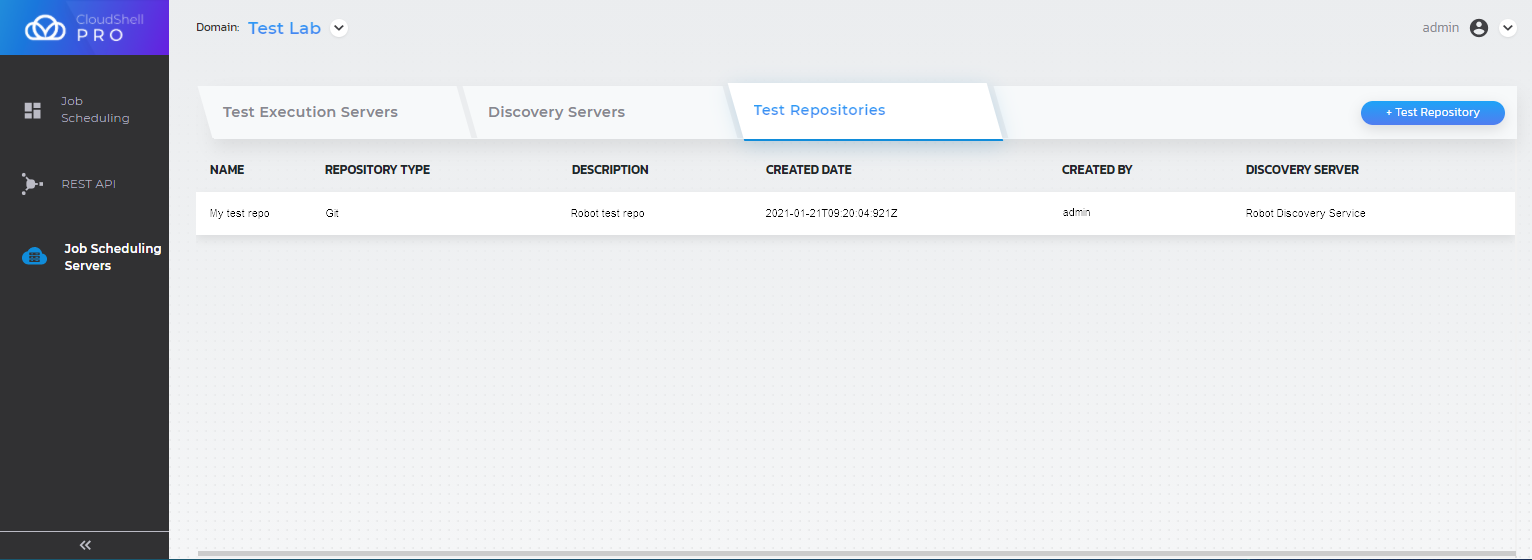 CloudShell
PRO
Domain: Test Lab
admin
Job
Scheduling
REST API
Job Scheduling
Servers
Test Execution Servers
Discovery Servers
Test Repositories
+ Test Repository
NAME REPOSITORY TYPE DESCRIPTION CREATED DATE CREATED BY DISCOVERY SERVER
My test repo Git Robot test repo 2021-01-21T09:20:04:921Z admin Robot Discovery Service